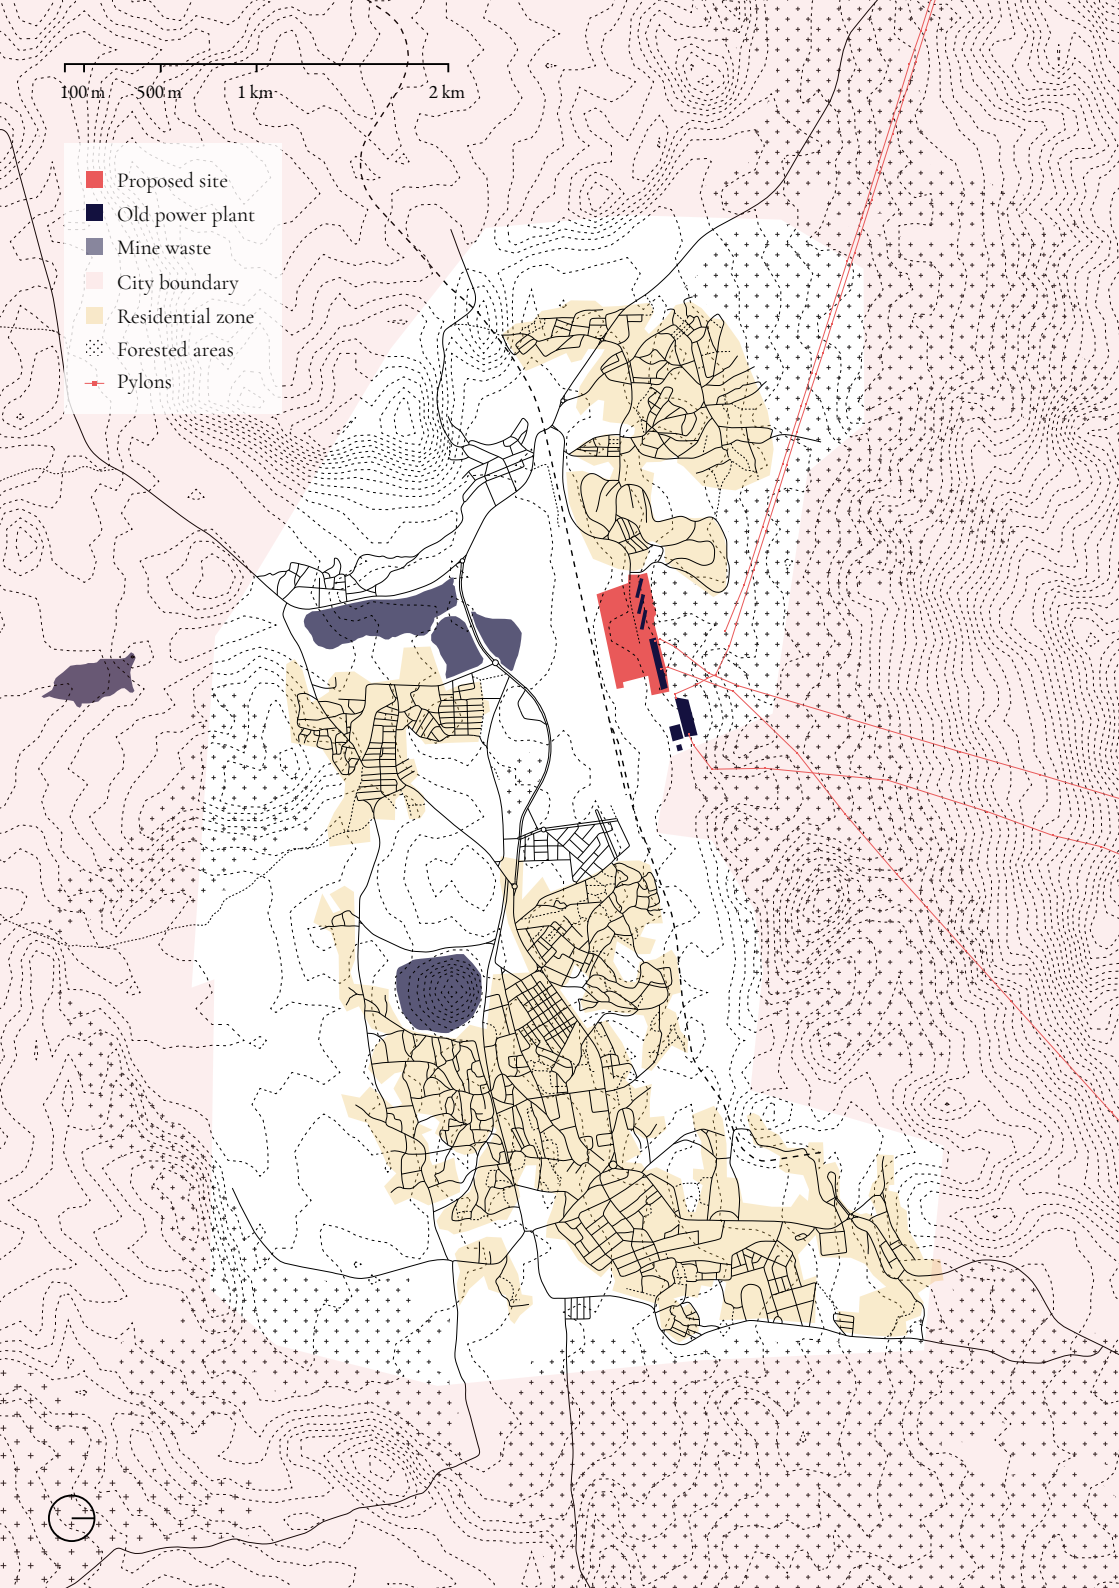 100 m 500 m 1 km 2 km
Proposed site
Old power plant
Mine waste
City boundary
Residential zone
Forested areas
Pylons